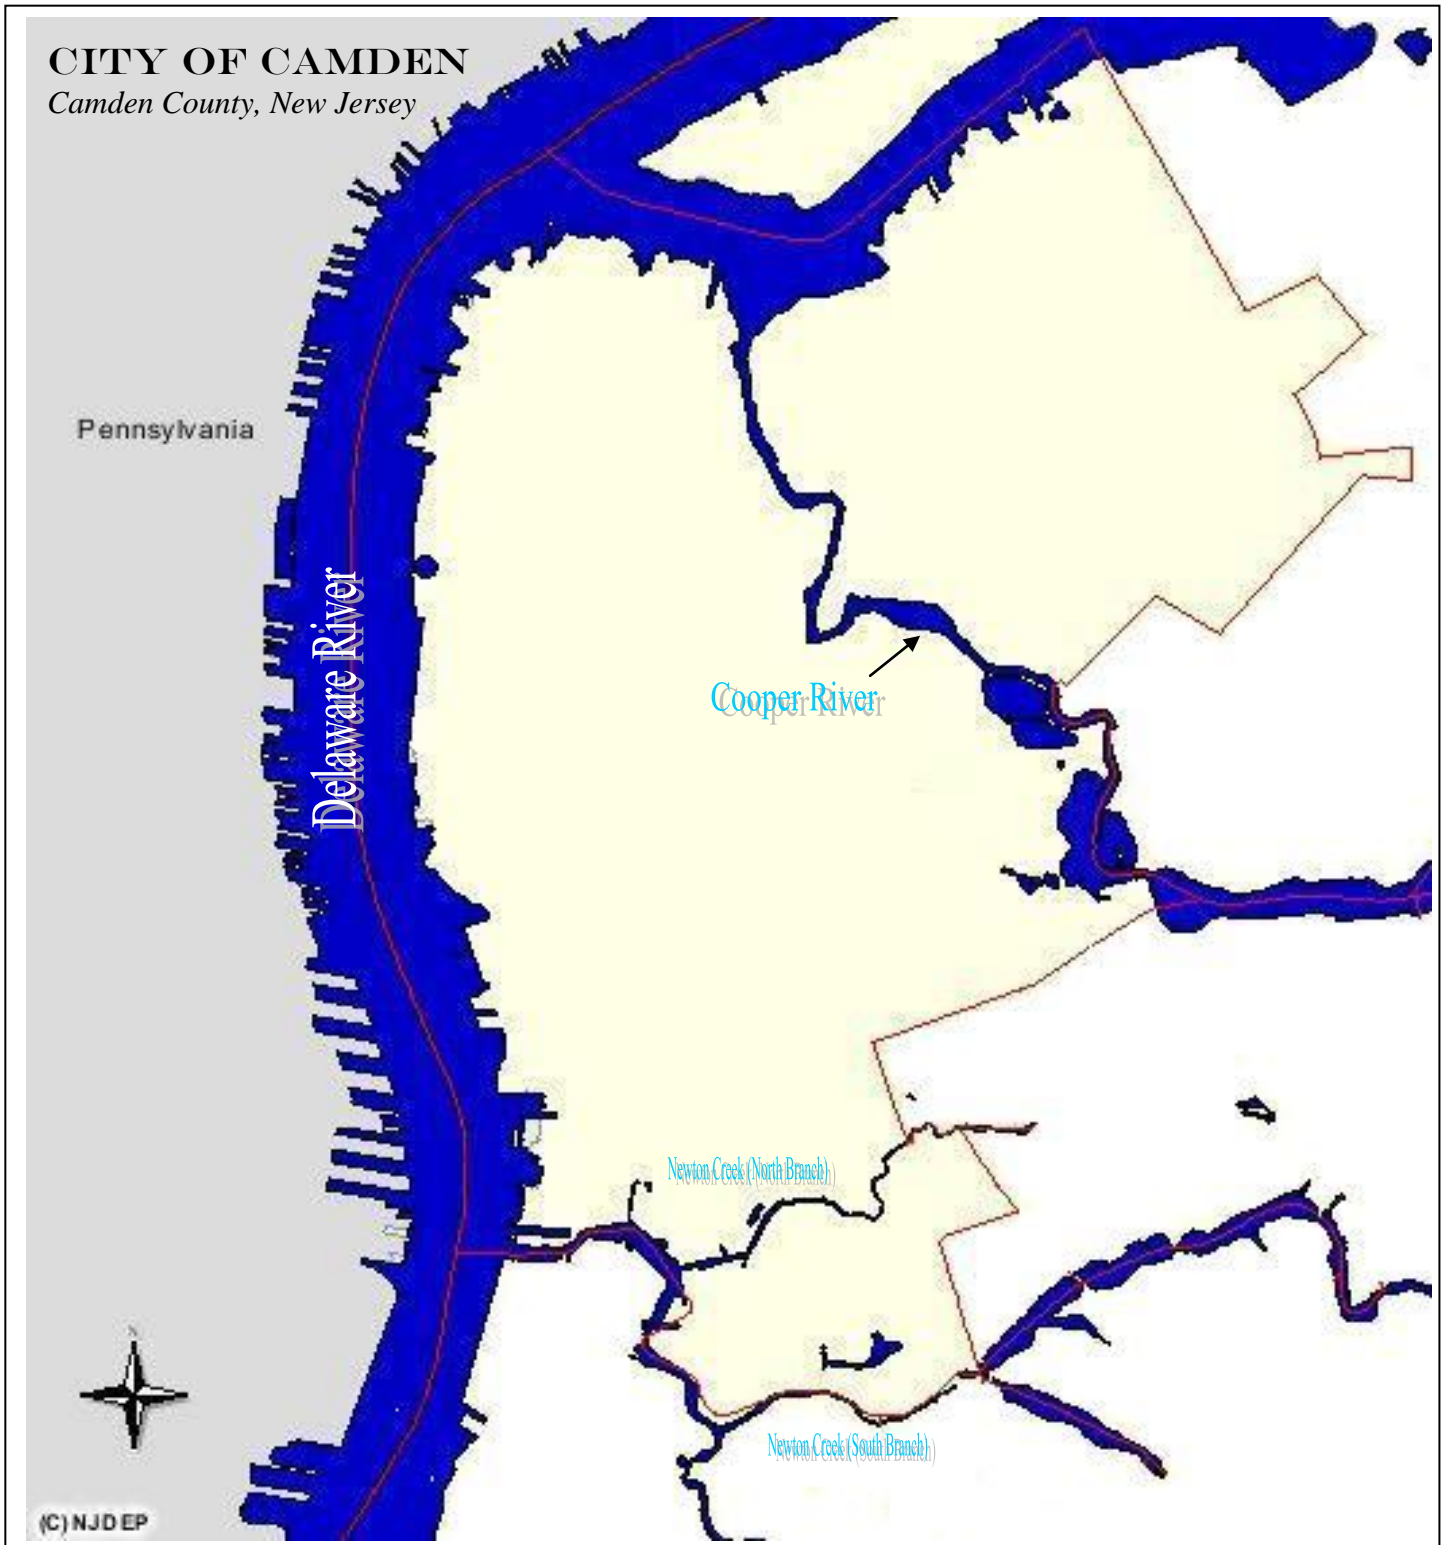 CITY OF CAMDEN
Camden County, New Jersey
Pennsylvania
Delaware River
Cooper River
Newton Creek (North Branch)
Newton Creek (South Branch)
N
(C) NJDEP